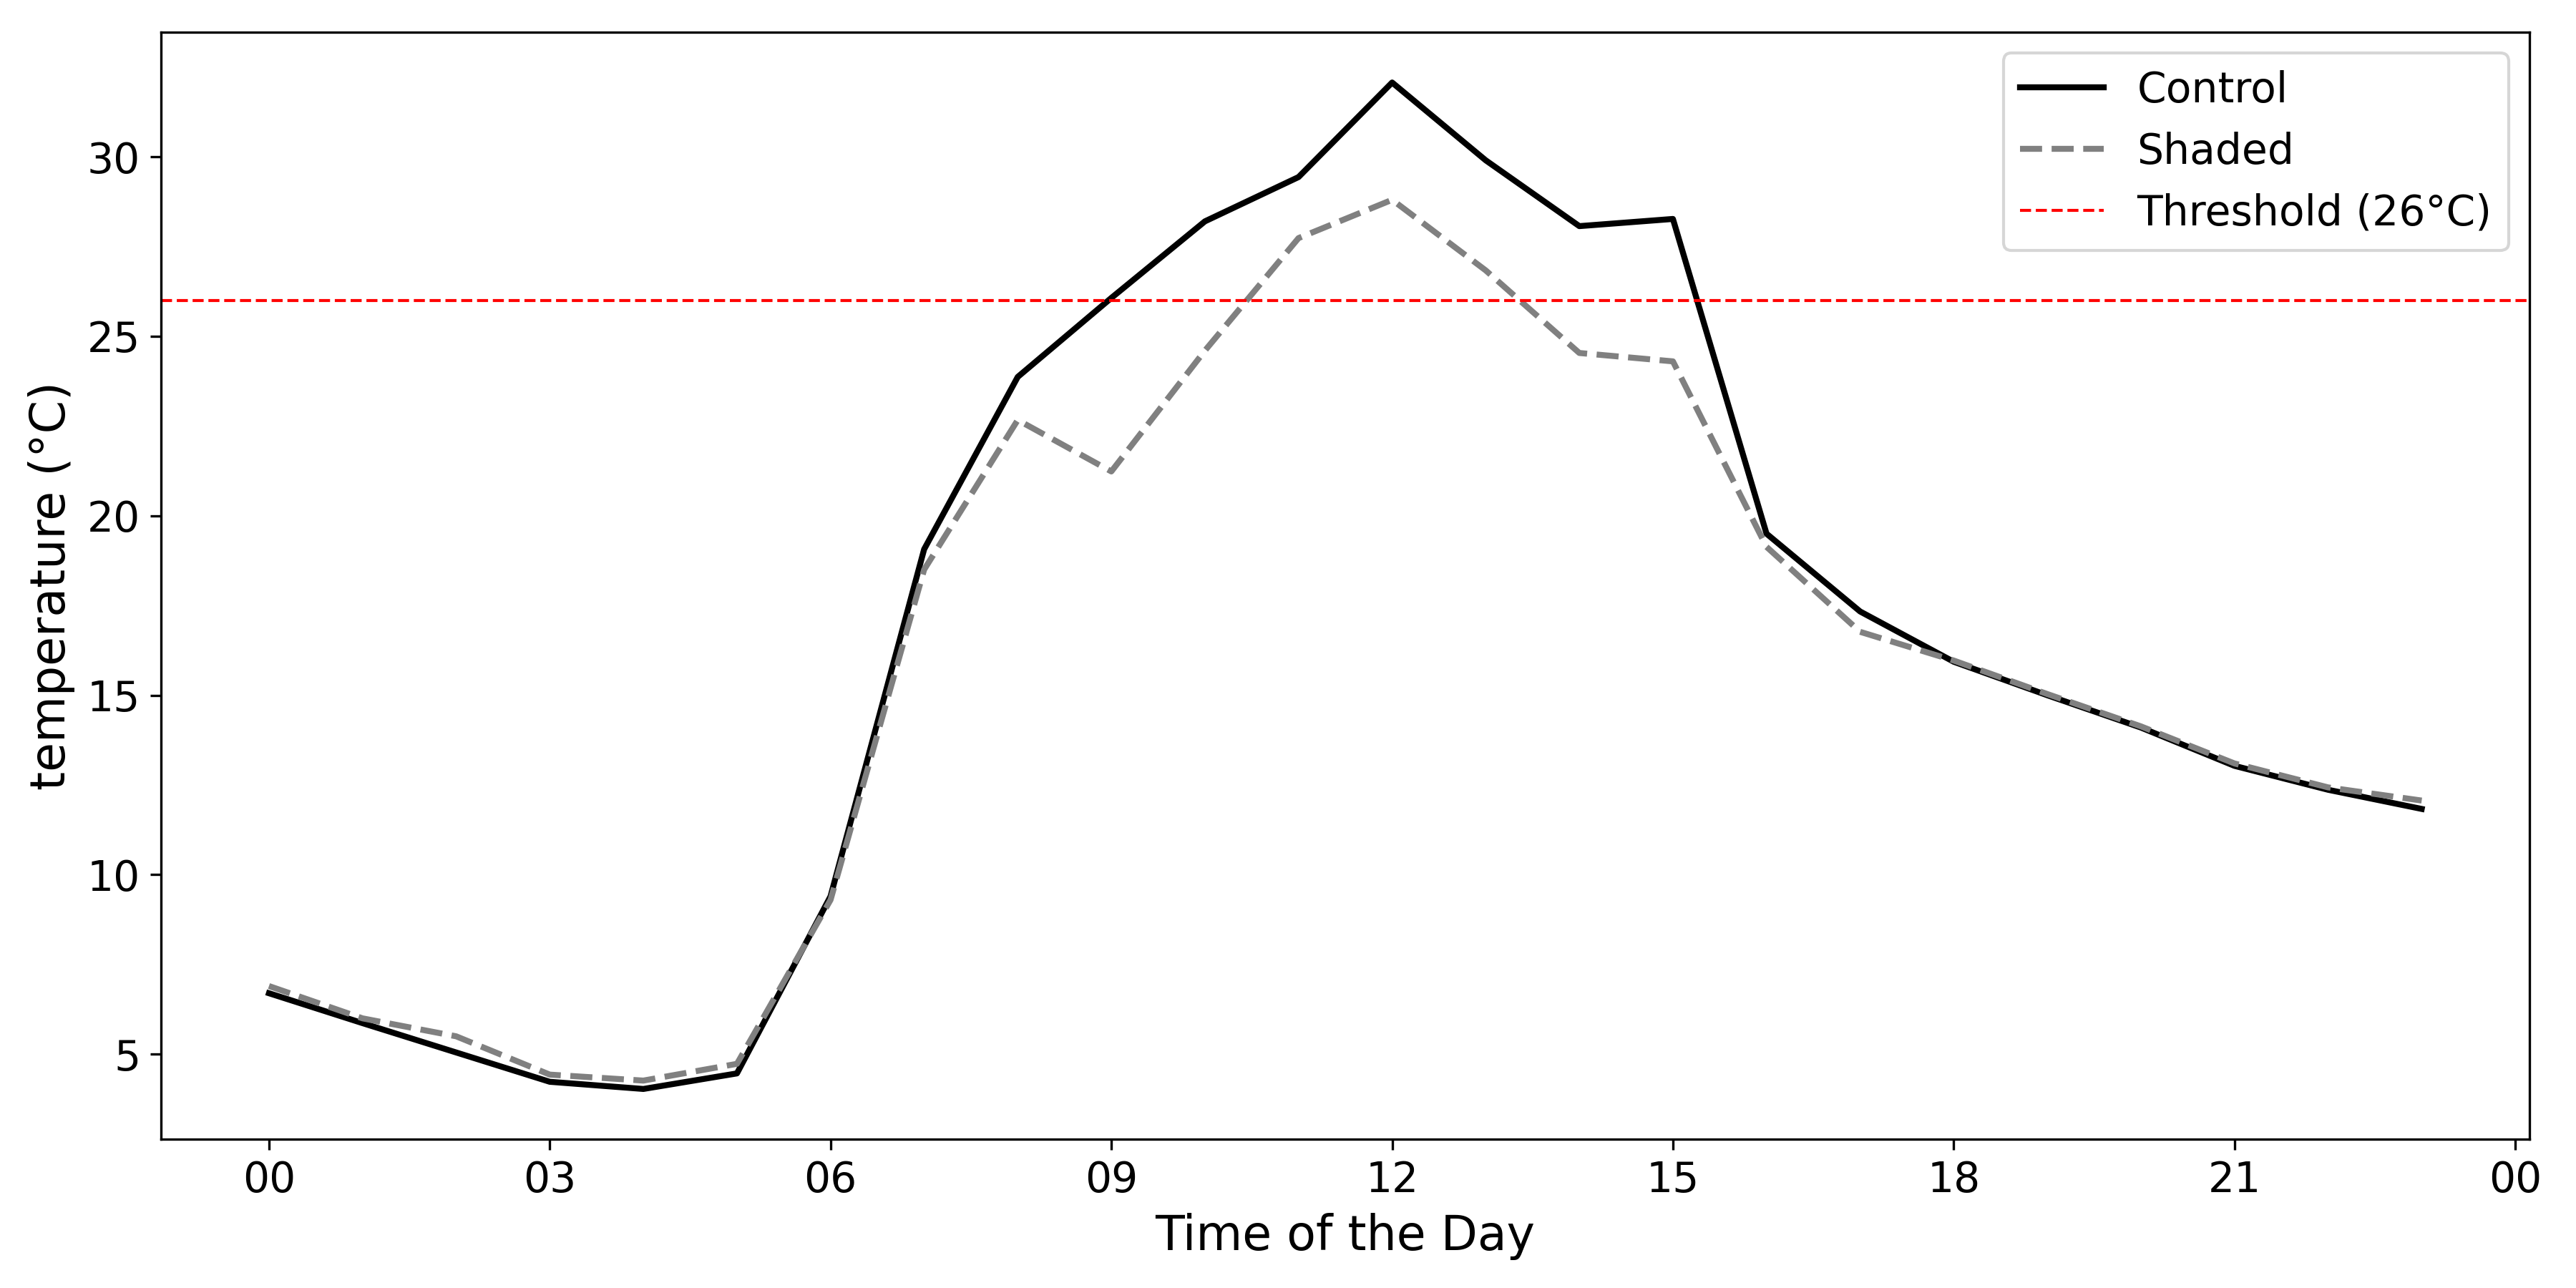 Control
Shaded
Threshold (26°C)
temperature (°C)
30
25
20
15
10
5
00 03 06 09 12 15 18 21 00
Time of the Day